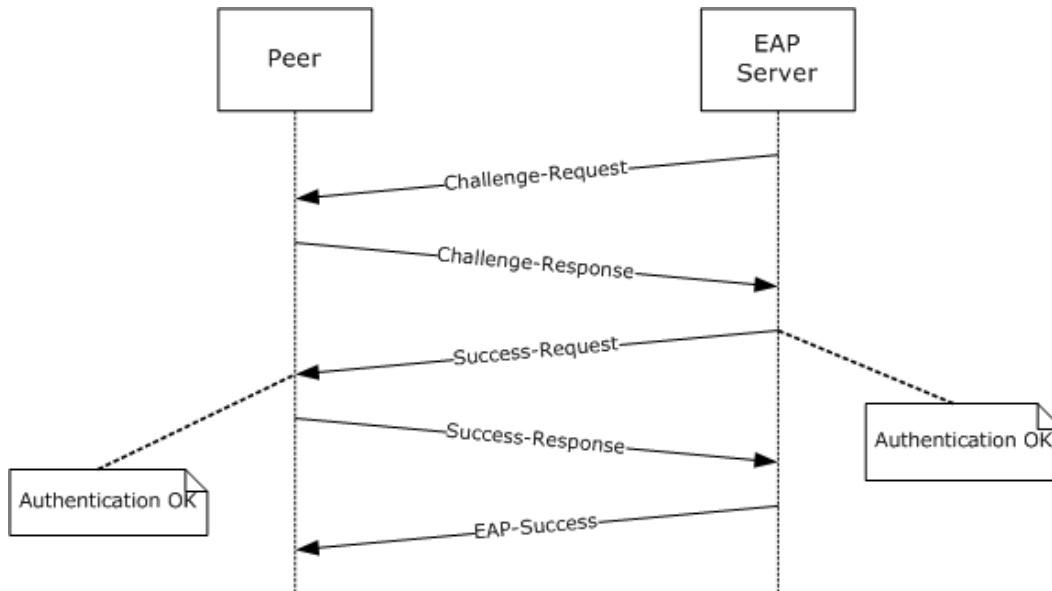 Peer
EAP
Server
Challenge-Request
Challenge-Response
Success-Request
Success-Response
Authentication OK
Authentication OK
EAP-Success